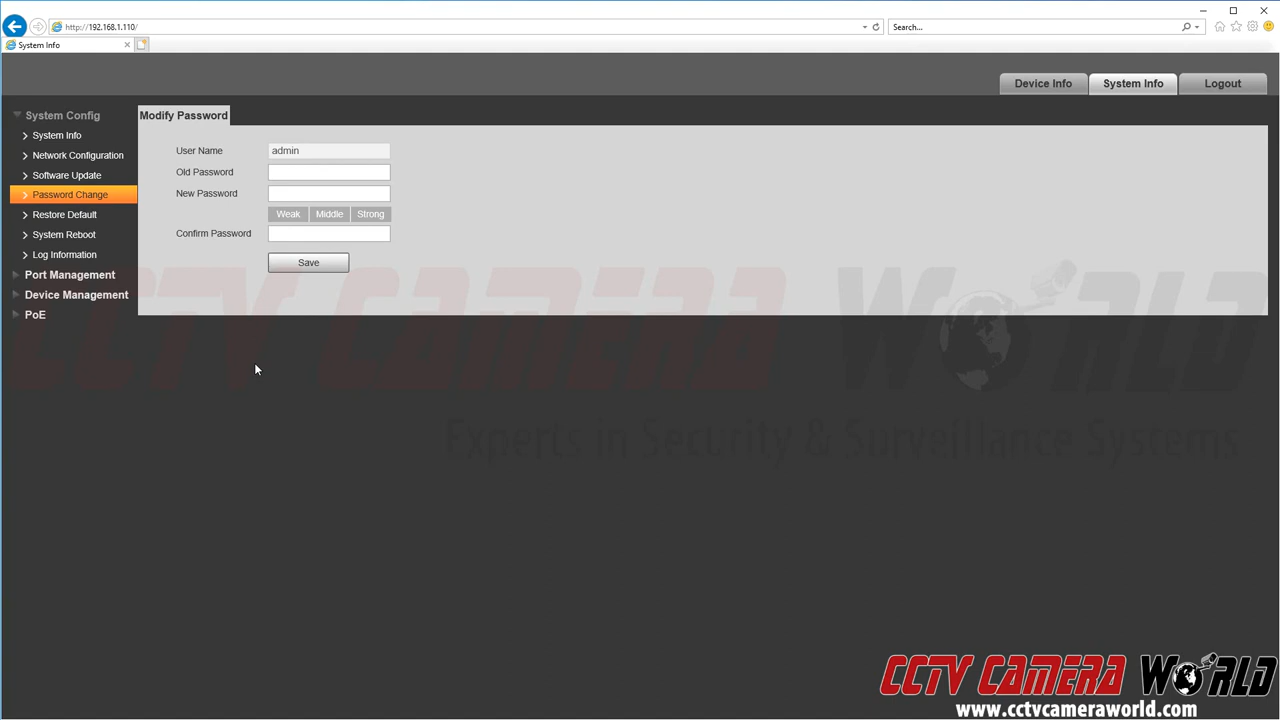 http://192.168.1.110/
Search...
System Info
Device Info
System Info
Logout
System Config
System Info
Network Configuration
Software Update
Password Change
Restore Default
System Reboot
Log Information
Port Management
Device Management
PoE
Modify Password
User Name admin
Old Password
New Password
Weak Middle Strong
Confirm Password
Save
CCTV CAMERA WORLD
Experts in Security & Surveillance Systems
CCTV CAMERA WORLD
www.cctvcameraworld.com